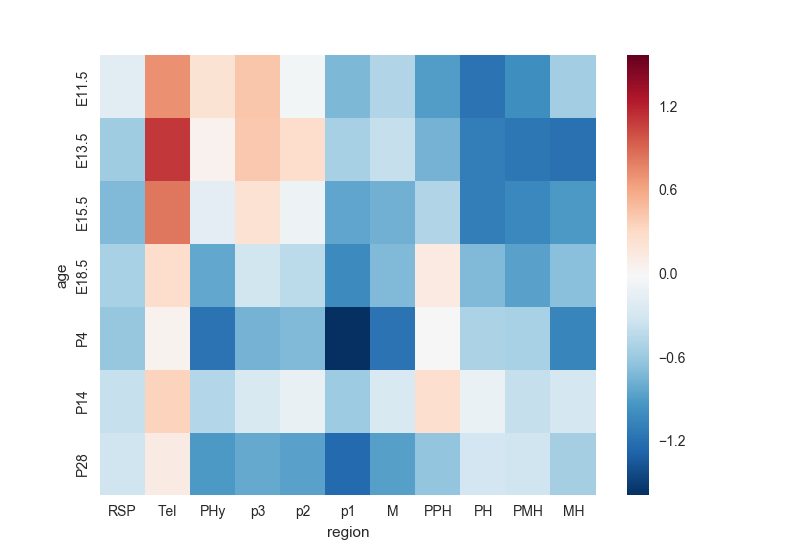 E11.5
E13.5
E15.5
E18.5
P4
P14
P28
age
RSP Tel PHy p3 p2 p1 M PPH PH PMH MH
region
1.2
0.6
0.0
−0.6
−1.2